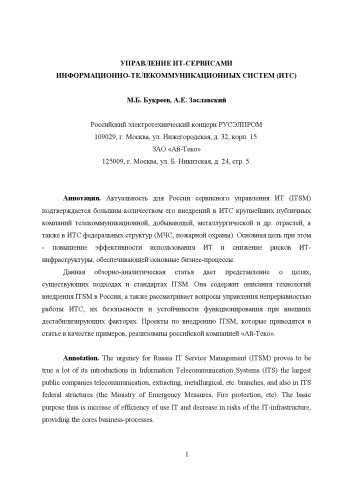 УПРАВЛЕНИЕ ИТ-СЕРВИСАМИ
ИНФОРМАЦИОННО-ТЕЛЕКОММУНИКАЦИОННЫХ СИСТЕМ (ИТС)
М.Б. Букреев, А.Е. Заславский
Российский электротехнический концерн РУСЭЛПРОМ
109029, г. Москва, ул. Нижегородская, д. 32, корп. 15.
ЗАО «Ай-Теко»
125009, г. Москва, ул. Б. Никитская, д. 24, стр. 5.
Аннотация. Актуальность для России сервисного управления ИТ (ITSM)
подтверждается большим количеством его внедрений в ИТС крупнейших публичных
компаний телекоммуникационной, добывающей, металлургической и др. отраслей, а
также в ИТС федеральных структур (МЧС, пожарной охраны). Основная цель при этом
- повышение эффективности использования ИТ и снижение рисков ИТ-
инфраструктуры, обеспечивающей основные бизнес-процессы.
Данная обзорно-аналитическая статья дает представление о целях,
существующих подходах и стандартах ITSM. Она содержит описания технологий
внедрения ITSM в России, а также рассматривает вопросы управления непрерывностью
работы ИТС, их безопасности и устойчивости функционирования при внешних
дестабилизирующих факторах. Проекты по внедрению ITSM, которые приводятся в
статье в качестве примеров, реализованы российской компанией «Ай-Теко».
Annotation. The urgency for Russia IT Service Management (ITSM) proves to be
true a lot of its introductions in Information Telecommunication Systems (ITS) the largest
public companies telecommunication, extracting, metallurgical, etc. branches, and also in ITS
federal structures (the Ministry of Emergency Measures, Fire protection, etc). The basic
purpose thus is increase of efficiency of use IT and decrease in risks of the IT-infrastructure,
providing the cores business-processes.
1